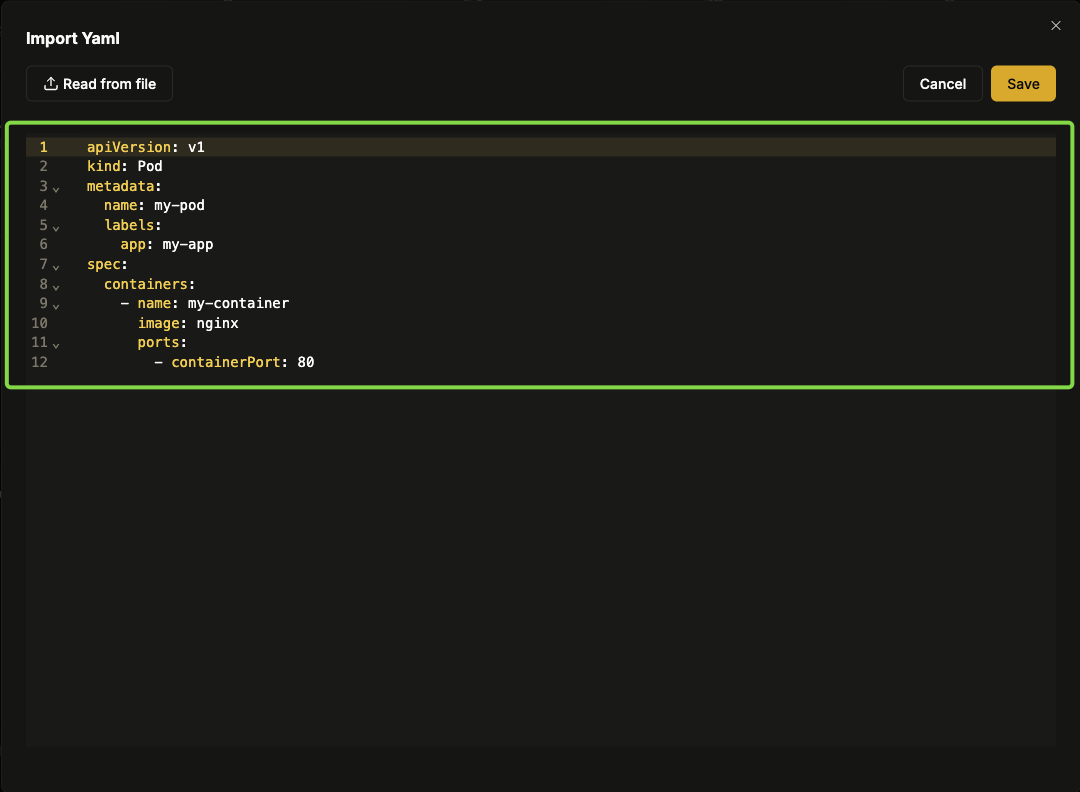 Import Yaml
Read from file
Cancel
Save
1 apiVersion: v1
2 kind: Pod
3 metadata:
4   name: my-pod
5   labels:
6     app: my-app
7 spec:
8   containers:
9     - name: my-container
10       image: nginx
11       ports:
12         - containerPort: 80